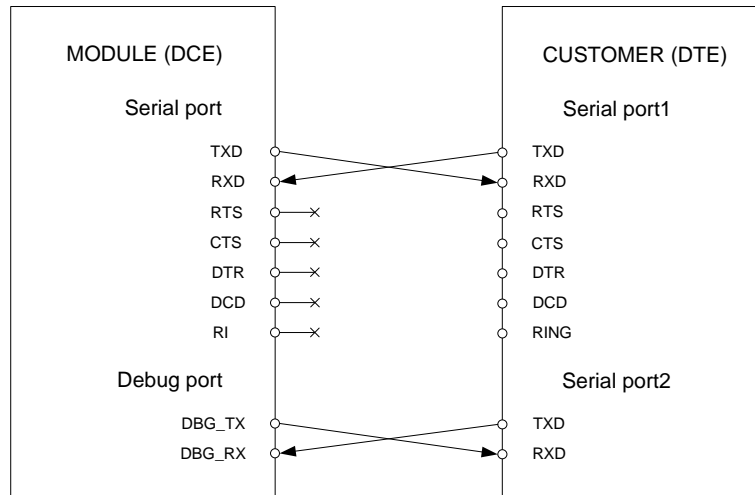 MODULE (DCE)
Serial port
TXD
RXD
RTS
CTS
DTR
DCD
RI
Debug port
DBG_TX
DBG_RX
CUSTOMER (DTE)
Serial port1
TXD
RXD
RTS
CTS
DTR
DCD
RING
Serial port2
TXD
RXD